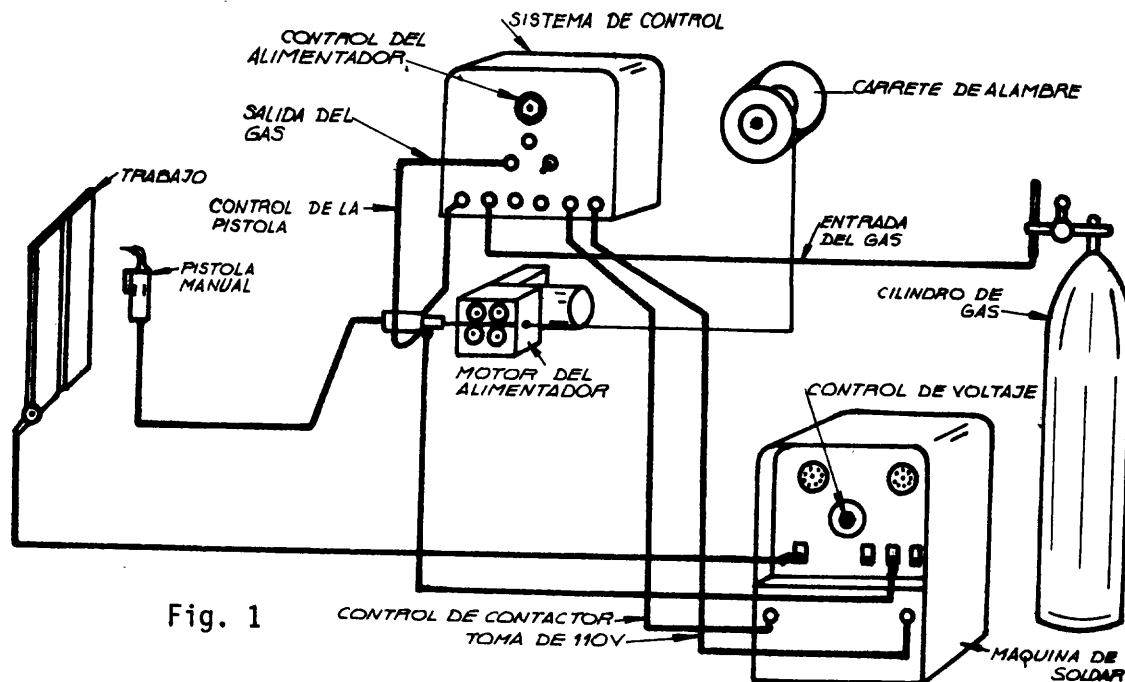 SISTEMA DE CONTROL
CONTROL DEL
ALIMENTADOR
SALIDA DEL
GAS
CARRETE DE ALAMBRE
TRABAJO
CONTROL DE LA
PISTOLA
PISTOLA
MANUAL
ENTRADA
DEL GAS
CILINDRO DE
GAS
MOTOR DEL
ALIMENTADOR
CONTROL DE VOLTAJE
Fig. 1
CONTROL DE CONTACTOR
TOMA DE 110V
MAQUINA DE
SOLDAR